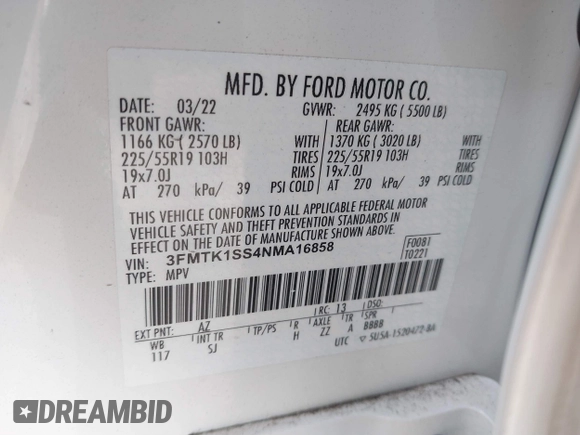 MFD. BY FORD MOTOR CO.
DATE: 03/22 GVWR: 2495 KG ( 5500 LB)
FRONT GAWR: REAR GAWR:
1166 KG ( 2570 LB) WITH 1370 KG ( 3020 LB) WITH
225/55R19 103H TIRES 225/55R19 103H TIRES
19x7.0J RIMS 19x7.0J RIMS
AT 270 kPa/ 39 PSI COLD AT 270 kPa/ 39 PSI COLD
THIS VEHICLE CONFORMS TO ALL APPLICABLE FEDERAL MOTOR
VEHICLE SAFETY AND THEFT PREVENTION STANDARDS IN
EFFECT ON THE DATE OF MANUFACTURE SHOWN ABOVE.
VIN: 3FMTK1SS4NMA16858 F0081
TYPE: MPV T0221
EXT PNT: AZ RC: 13 DSO:
WB INT TR TP/PS R AXLE TR SPR
117 SJ H ZZ A 8888
UTC 5U5A-1520472-BA
DREAMBID